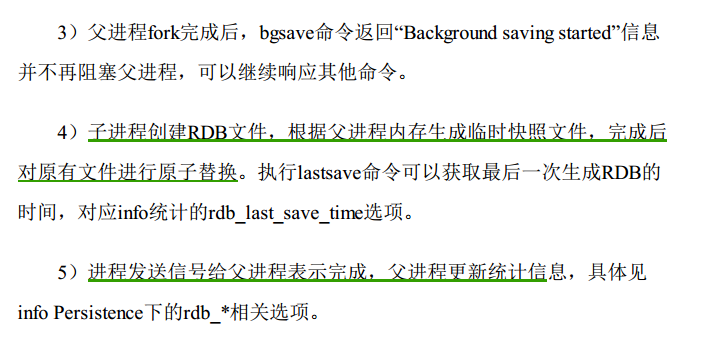 3）父进程fork完成后，bgsave命令返回“Background saving started”信息
并不再阻塞父进程，可以继续响应其他命令。
4）子进程创建RDB文件，根据父进程内存生成临时快照文件，完成后
对原有文件进行原子替换。执行lastsave命令可以获取最后一次生成RDB的
时间，对应info统计的rdb_last_save_time选项。
5）进程发送信号给父进程表示完成，父进程更新统计信息，具体见
info Persistence下的rdb_*相关选项。